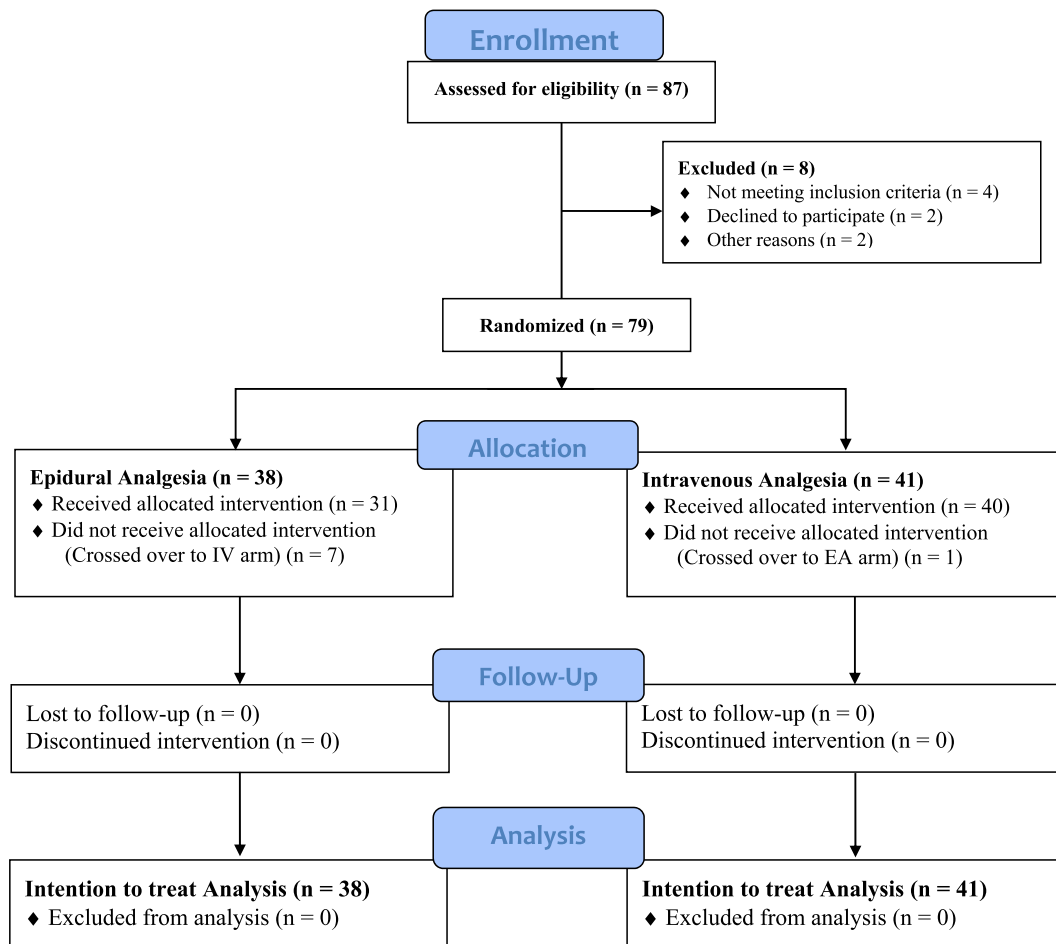 Enrollment
Assessed for eligibility (n = 87)
Excluded (n = 8)
♦ Not meeting inclusion criteria (n = 4)
♦ Declined to participate (n = 2)
♦ Other reasons (n = 2)
Randomized (n = 79)
Allocation
Epidural Analgesia (n = 38)
♦ Received allocated intervention (n = 31)
♦ Did not receive allocated intervention
(Crossed over to IV arm) (n = 7)
Intravenous Analgesia (n = 41)
♦ Received allocated intervention (n = 40)
♦ Did not receive allocated intervention
(Crossed over to EA arm) (n = 1)
Follow-Up
Lost to follow-up (n = 0)
Discontinued intervention (n = 0)
Lost to follow-up (n = 0)
Discontinued intervention (n = 0)
Analysis
Intention to treat Analysis (n = 38)
♦ Excluded from analysis (n = 0)
Intention to treat Analysis (n = 41)
♦ Excluded from analysis (n = 0)